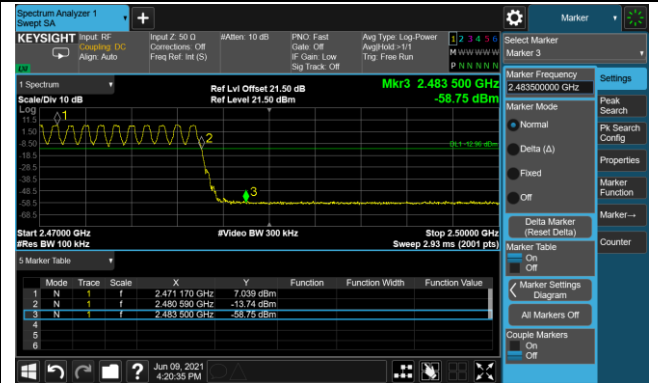 Spectrum Analyzer 1
Swept SA
Marker
KEYSIGHT
Input: RF
Coupling: DC
Align: Auto
Input Z: 50 Ω
Corrections: Off
Freq Ref: Int (S)
#Atten: 10 dB
PNO: Fast
Gate: Off
IF Gain: Low
Sig Track: Off
Avg Type: Log-Power
Avg|Hold:>1/1
Trig: Free Run
1 2 3 4 5 6
M W W W W W
P N N N N N
Select Marker
Marker 3
1 Spectrum
Scale/Div 10 dB
Log
Ref Lvl Offset 21.50 dB
Ref Level 21.50 dBm
Mkr3 2.483 500 GHz
-58.75 dBm
11.5
1.50
-8.50
-18.5
-28.5
-38.5
-48.5
-58.5
-68.5
1
2
3
DL1 -12.96 dBm
Start 2.47000 GHz
#Res BW 100 kHz
#Video BW 300 kHz
Stop 2.50000 GHz
Sweep 2.93 ms (2001 pts)
5 Marker Table
Mode Trace Scale X Y Function Function Width Function Value
1 N 1 f 2.471 170 GHz 7.039 dBm
2 N 1 f 2.480 590 GHz -13.74 dBm
3 N 1 f 2.483 500 GHz -58.75 dBm
4
5
6
Marker Frequency
2.483500000 GHz
Marker Mode
Normal
Delta (Δ)
Fixed
Off
Delta Marker
(Reset Delta)
Marker Table
On
Off
Marker Settings
Diagram
All Markers Off
Couple Markers
On
Off
Settings
Peak
Search
Pk Search
Config
Properties
Marker
Function
Marker→
Counter
?
Jun 09, 2021
4:20:35 PM